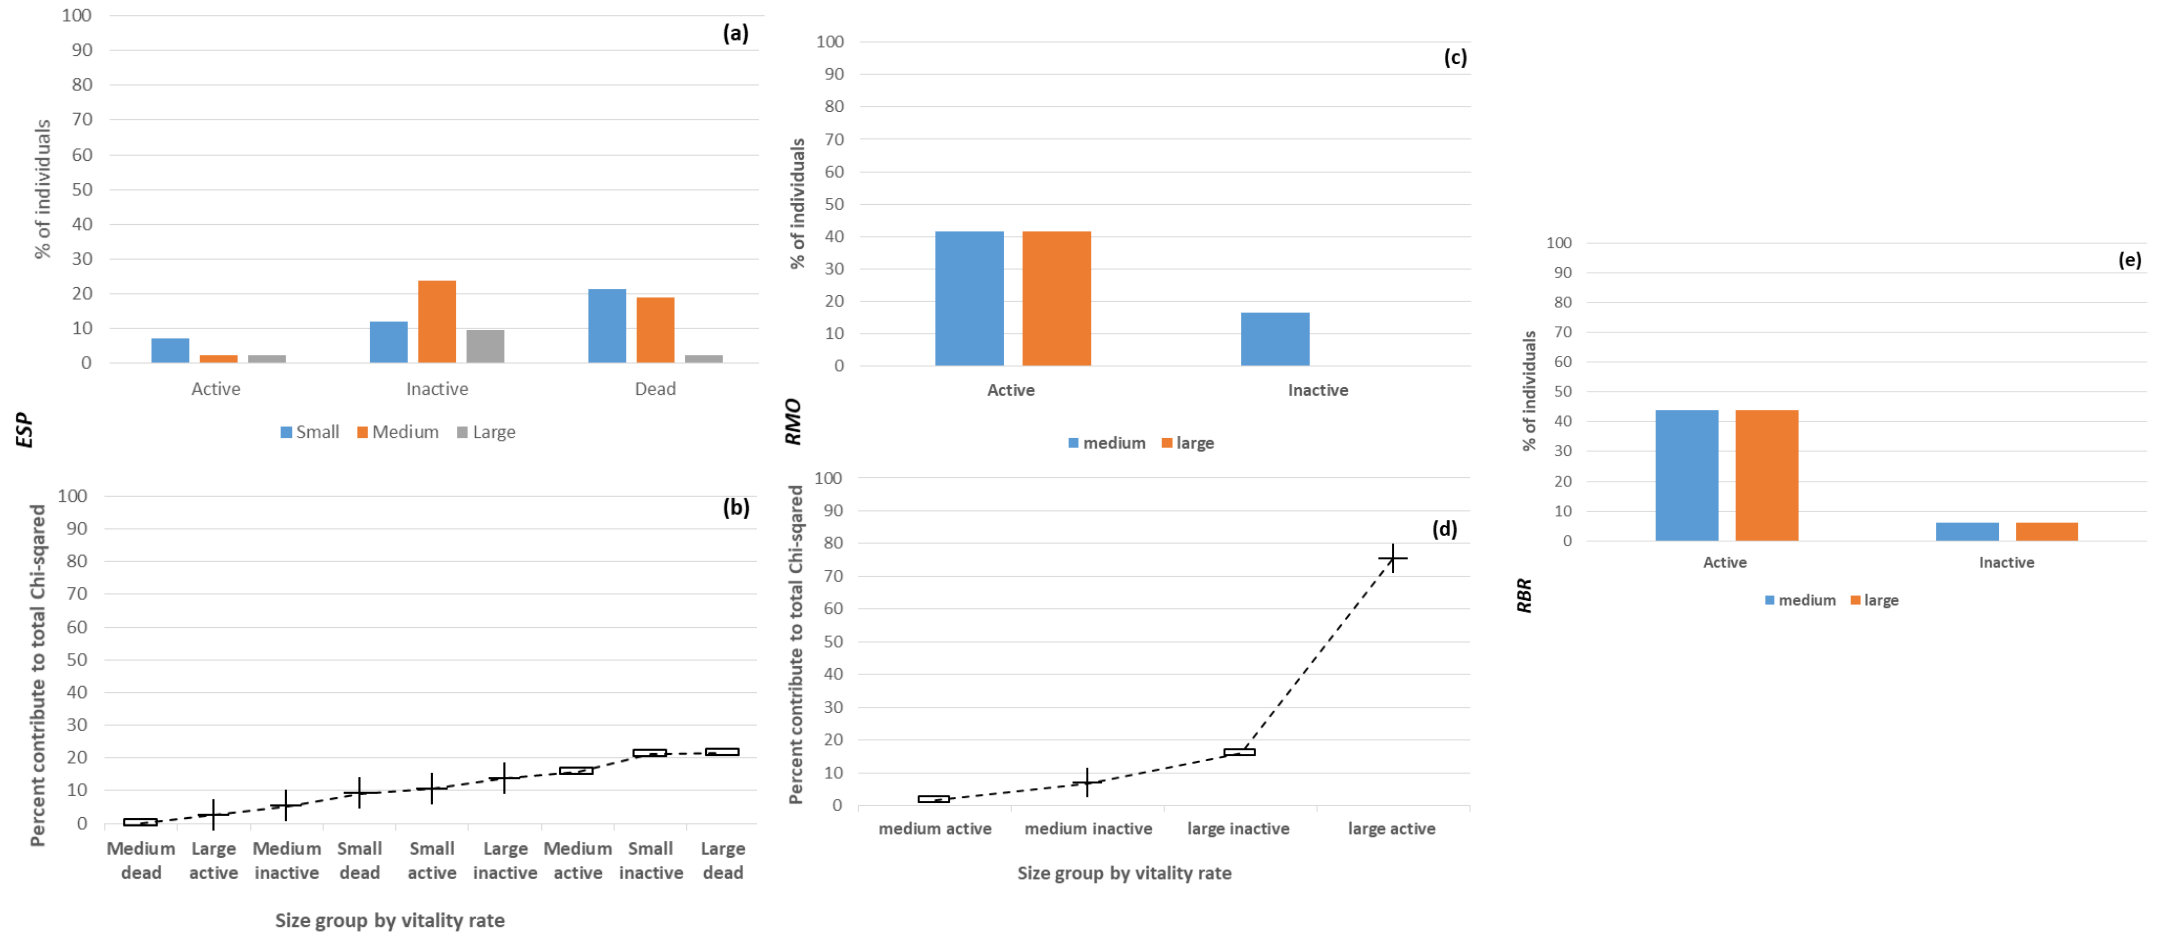 (a)
100
90
80
70
60
50
40
30
20
10
0
% of individuals
Active Inactive Dead
Small Medium Large
ESP
(b)
100
90
80
70
60
50
40
30
20
10
0
Percent contribute to total Chi-sqared
Medium dead
Large active
Medium inactive
Small dead
Small active
Large inactive
Medium active
Small inactive
Large dead
Size group by vitality rate
(c)
100
90
80
70
60
50
40
30
20
10
0
% of individuals
Active Inactive
medium large
RMO
(d)
100
90
80
70
60
50
40
30
20
10
0
Percent contribute to total Chi-sqared
medium active medium inactive large inactive large active
Size group by vitality rate
(e)
100
90
80
70
60
50
40
30
20
10
0
% of individuals
Active Inactive
medium large
RBR